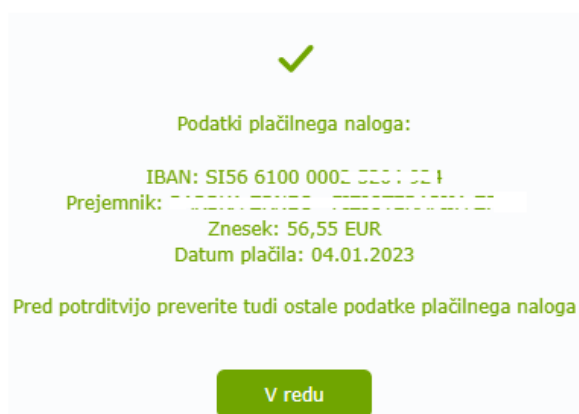 Podatki plačilnega naloga:
IBAN: SI56 6100
Prejemnik:
Znesek: 56,55 EUR
Datum plačila: 04.01.2023
Pred potrditvijo preverite tudi ostale podatke plačilnega naloga
V redu